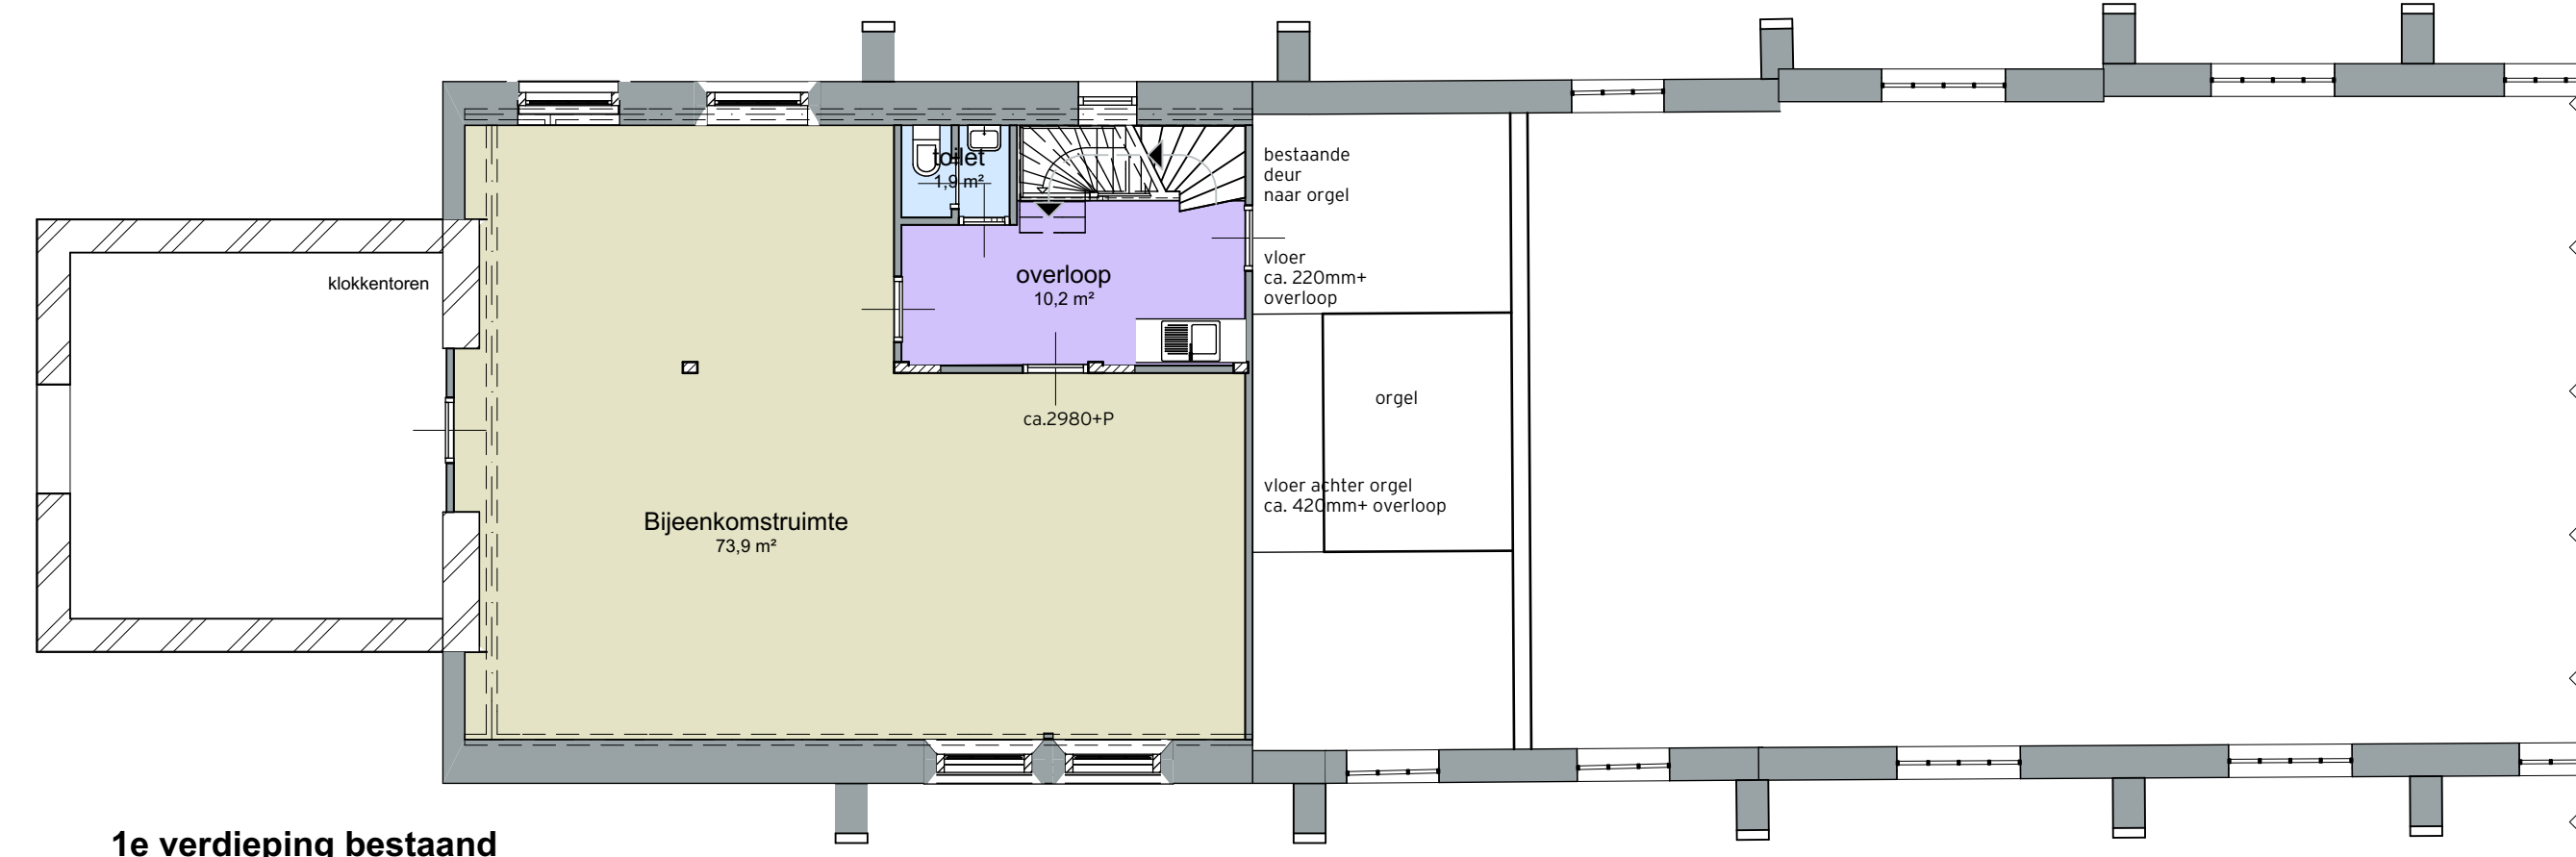 bestaande
deur
naar orgel
toilet
1,9 m²
vloer
ca. 220mm+
overloop
overloop
10,2 m²
klokkentoren
orgel
ca.2980+P
vloer achter orgel
ca. 420mm+ overloop
Bijeenkomstruimte
73,9 m²
1e verdieping bestaand